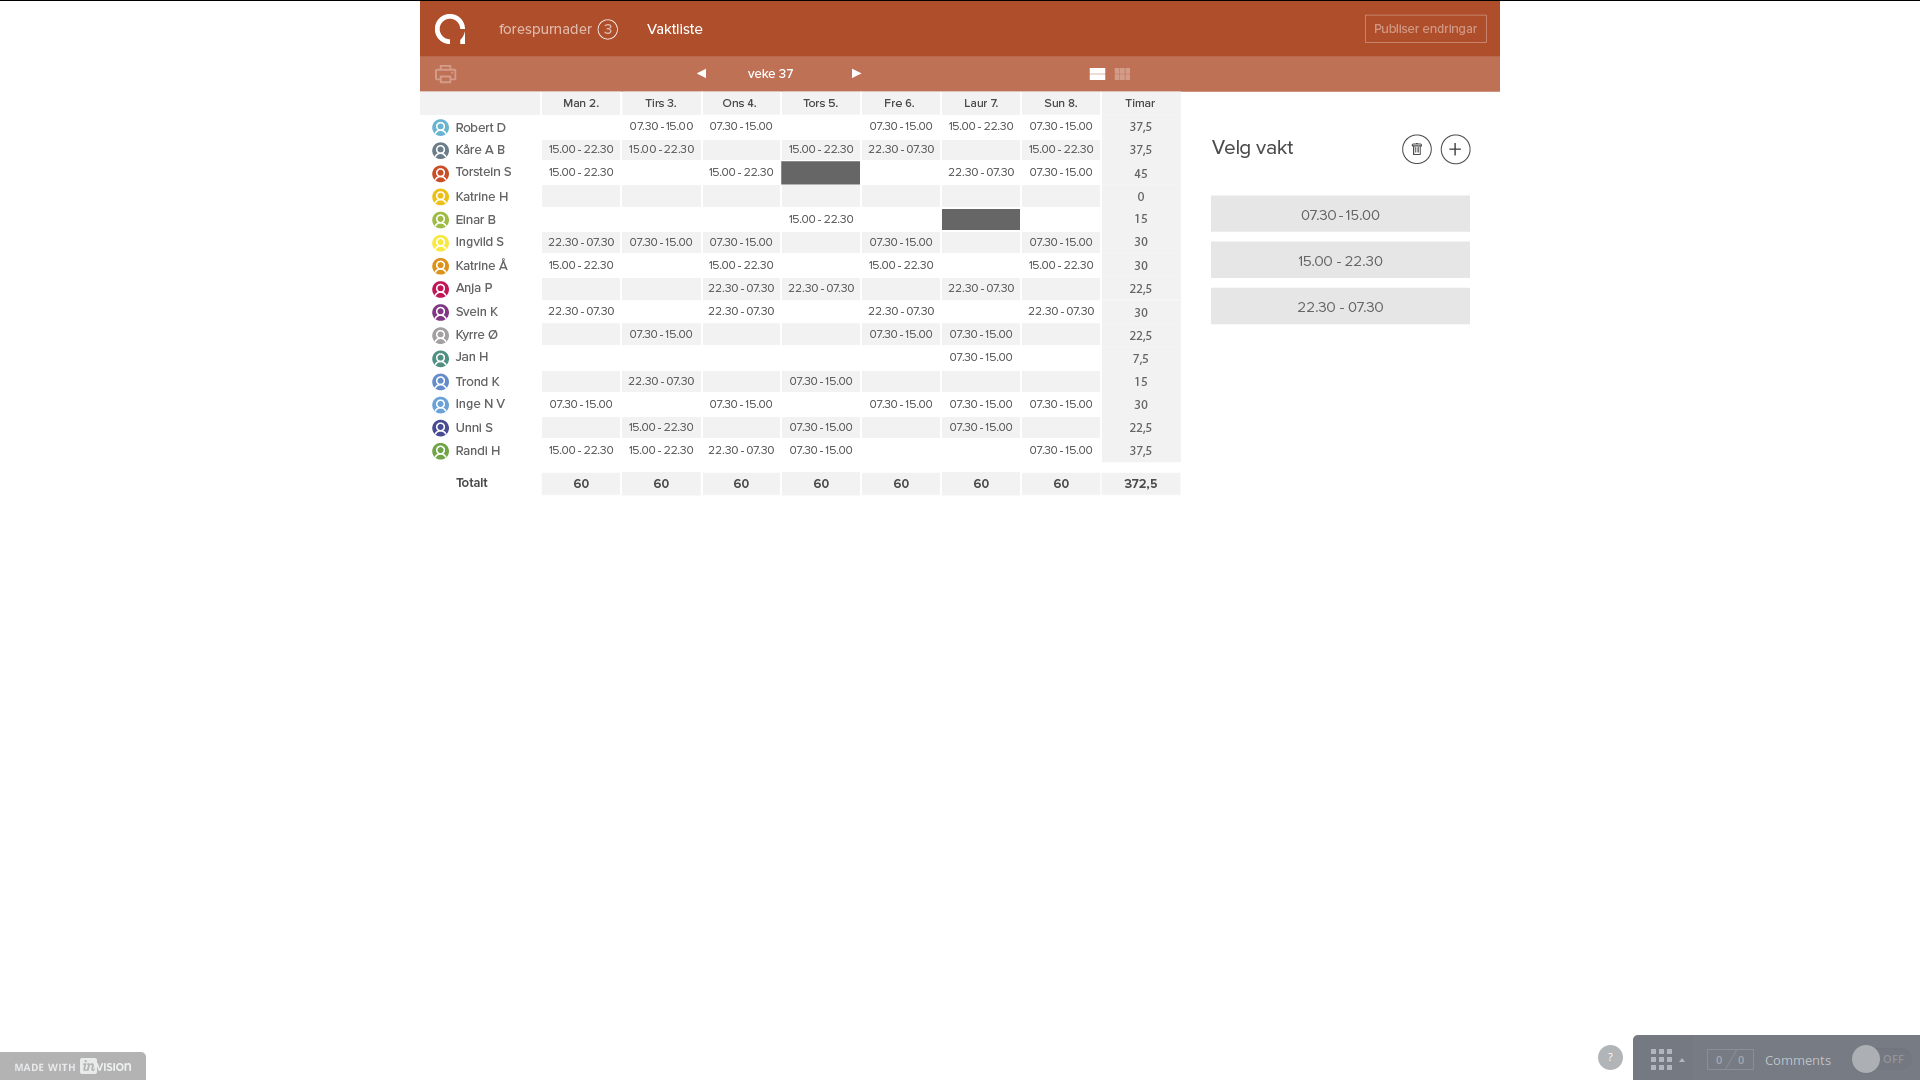 forespurnader 3 Vaktliste Publiser endringar
◀ veke 37 ▶
Man 2. Tirs 3. Ons 4. Tors 5. Fre 6. Laur 7. Sun 8. Timar
Robert D 07.30 - 15.00 07.30 - 15.00 07.30 - 15.00 15.00 - 22.30 07.30 - 15.00 37,5
Kåre A B 15.00 - 22.30 15.00 - 22.30 15.00 - 22.30 22.30 - 07.30 15.00 - 22.30 37,5
Torstein S 15.00 - 22.30 15.00 - 22.30 22.30 - 07.30 07.30 - 15.00 45
Katrine H 0
Einar B 15.00 - 22.30 15
Ingvild S 22.30 - 07.30 07.30 - 15.00 07.30 - 15.00 07.30 - 15.00 07.30 - 15.00 30
Katrine Å 15.00 - 22.30 15.00 - 22.30 15.00 - 22.30 15.00 - 22.30 30
Anja P 22.30 - 07.30 22.30 - 07.30 22.30 - 07.30 22,5
Svein K 22.30 - 07.30 22.30 - 07.30 22.30 - 07.30 22.30 - 07.30 30
Kyrre Ø 07.30 - 15.00 07.30 - 15.00 07.30 - 15.00 22,5
Jan H 07.30 - 15.00 7,5
Trond K 22.30 - 07.30 07.30 - 15.00 15
Inge N V 07.30 - 15.00 07.30 - 15.00 07.30 - 15.00 07.30 - 15.00 07.30 - 15.00 30
Unni S 15.00 - 22.30 07.30 - 15.00 07.30 - 15.00 22,5
Randi H 15.00 - 22.30 15.00 - 22.30 22.30 - 07.30 07.30 - 15.00 07.30 - 15.00 37,5
Totalt 60 60 60 60 60 60 60 372,5
Velg vakt
07.30 - 15.00
15.00 - 22.30
22.30 - 07.30
MADE WITH invision
? 0 / 0 Comments OFF